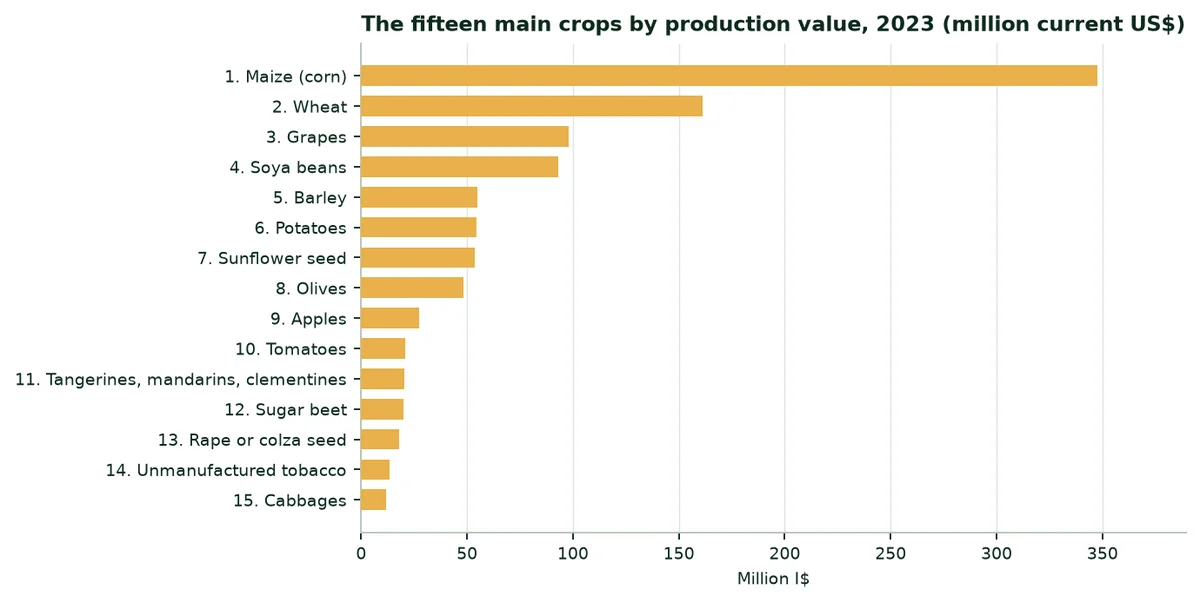 The fifteen main crops by production value, 2023 (million current US$)
1. Maize (corn)
2. Wheat
3. Grapes
4. Soya beans
5. Barley
6. Potatoes
7. Sunflower seed
8. Olives
9. Apples
10. Tomatoes
11. Tangerines, mandarins, clementines
12. Sugar beet
13. Rape or colza seed
14. Unmanufactured tobacco
15. Cabbages
0 50 100 150 200 250 300 350
Million I$